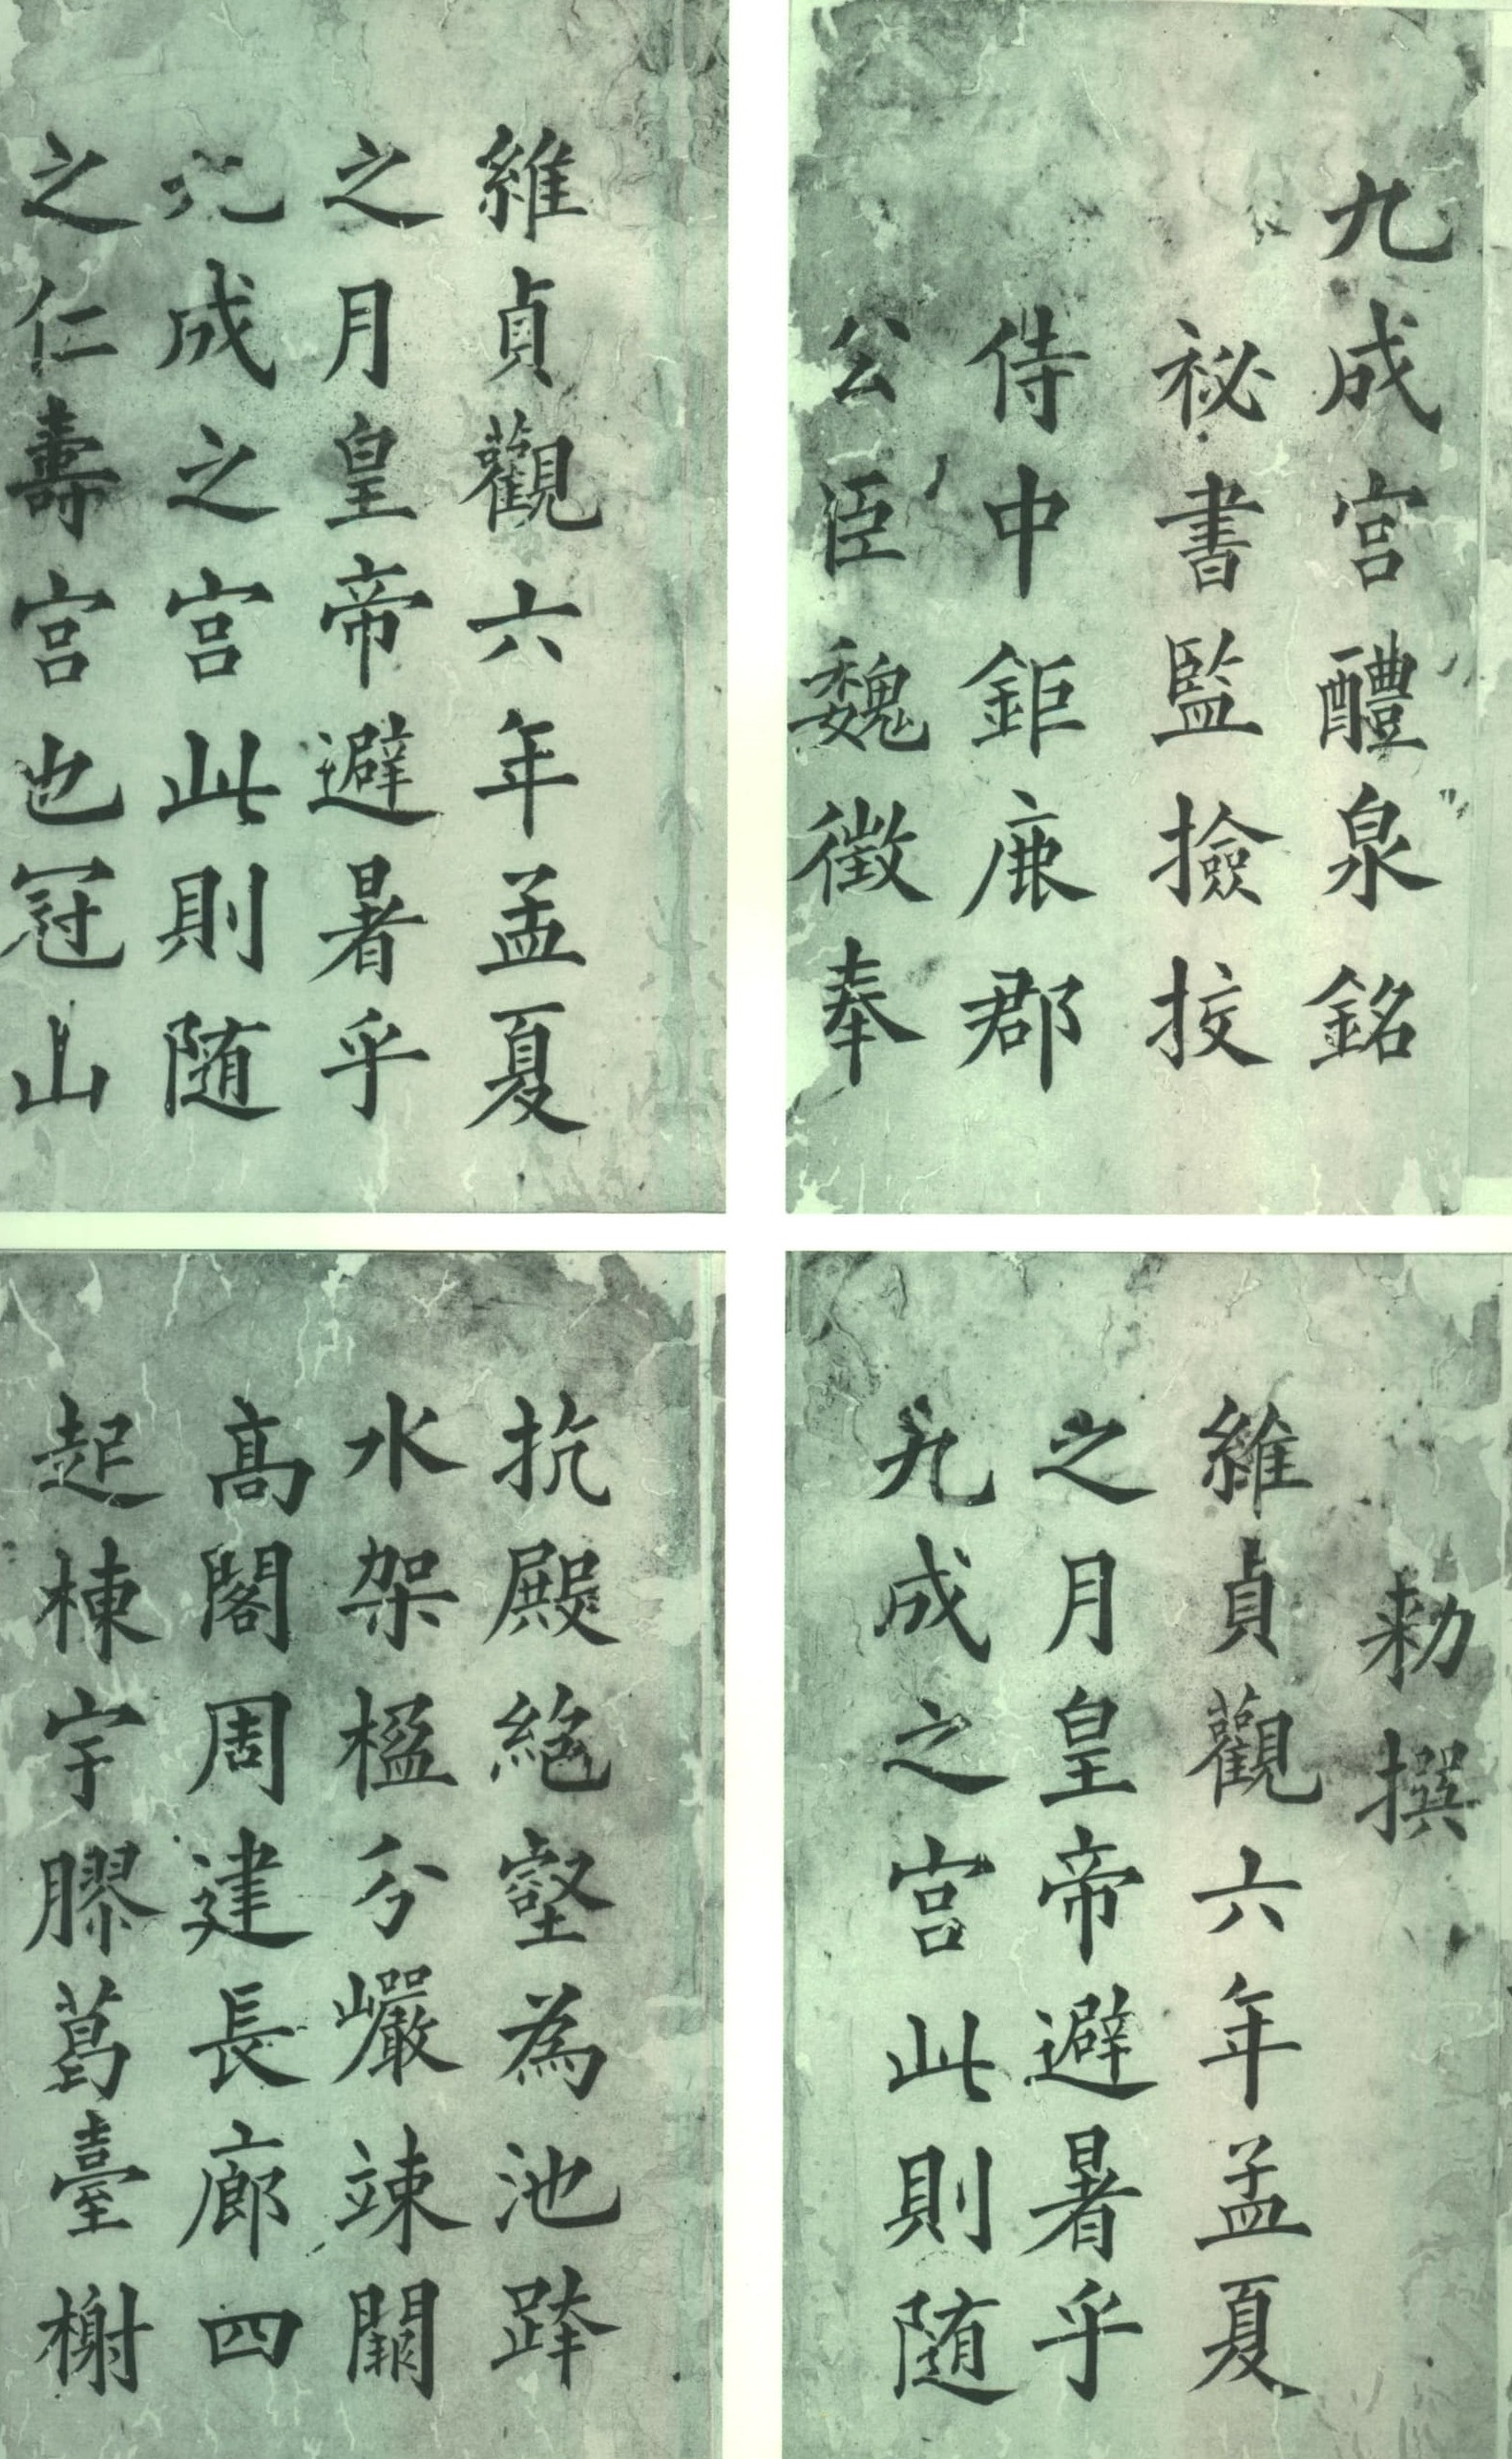 九成宮醴泉銘
秘書監撿挍
侍中鉅鹿郡
公臣魏徵奉
勑撰
維貞觀六年孟夏
之月皇帝避暑乎
九成之宮此則随
維貞觀六年孟夏
之月皇帝避暑乎
九成之宮此則随
之仁壽宮也冠山
抗殿絕壑為池跨
水架楹分巖竦闕
高閣周建長廊四
起棟宇膠葛臺榭